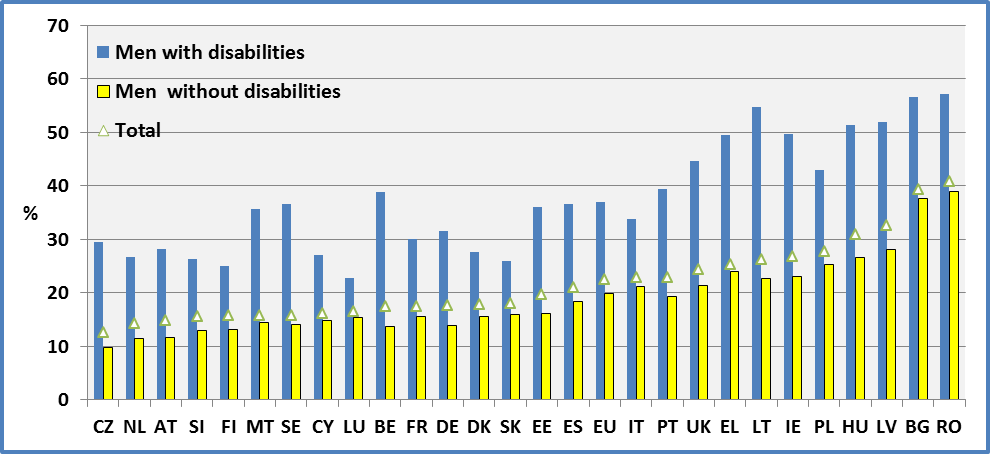 70
60
50
40
30
20
10
0
%
Men with disabilities
Men without disabilities
Total
CZ NL AT SI FI MT SE CY LU BE FR DE DK SK EE ES EU IT PT UK EL LT IE PL HU LV BG RO